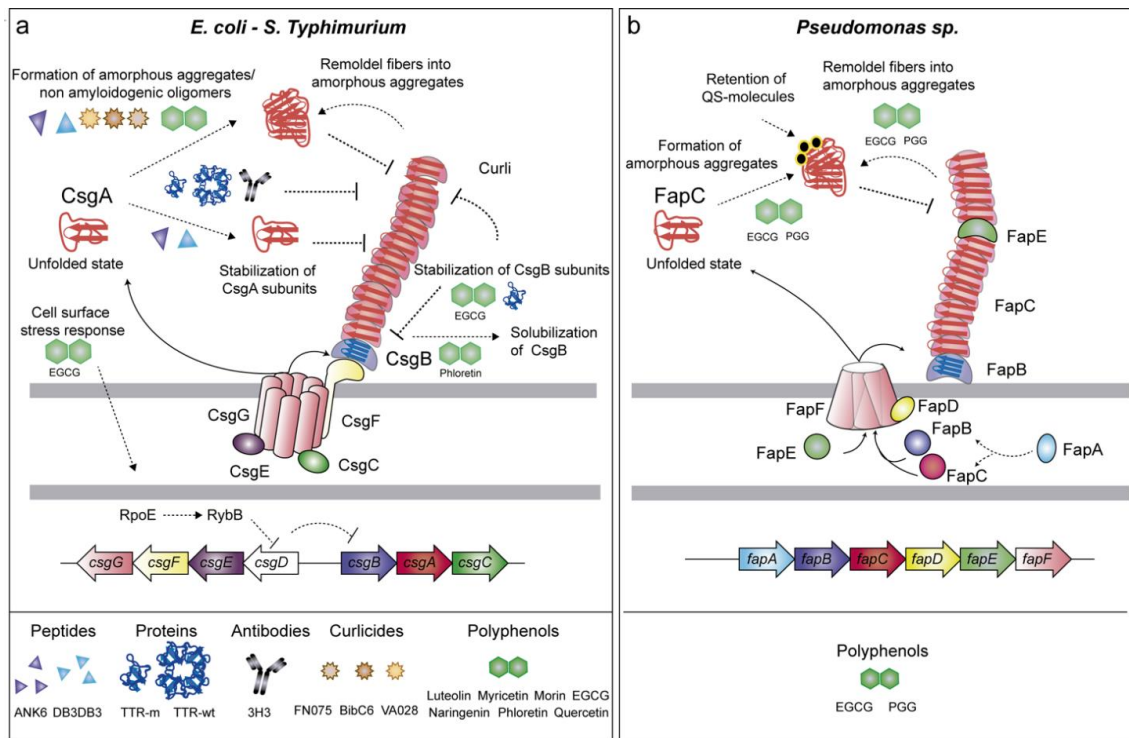 a
E. coli - S. Typhimurium
Formation of amorphous aggregates/
non amyloidogenic oligomers
Remoldel fibers into
amorphous aggregates
Curli
CsgA
Unfolded state
Stabilization of
CsgA subunits
Stabilization of CsgB subunits
EGCG
Solubilization
of CsgB
Phloretin
Cell surface
stress response
EGCG
CsgB
CsgG
CsgF
CsgE
CsgC
RpoE
RybB
csgG
csgF
csgE
csgD
csgB
csgA
csgC
Peptides
ANK6 DB3DB3
Proteins
TTR-m TTR-wt
Antibodies
3H3
Curlicides
FN075 BibC6 VA028
Polyphenols
Luteolin Myricetin Morin EGCG
Naringenin Phloretin Quercetin
b
Pseudomonas sp.
Retention of
QS-molecules
Remoldel fibers into
amorphous aggregates
EGCG PGG
Formation of
amorphous aggregates
FapC
EGCG PGG
Unfolded state
FapE
FapC
FapB
FapF
FapD
FapB
FapE
FapA
FapC
fapA
fapB
fapC
fapD
fapE
fapF
Polyphenols
EGCG PGG